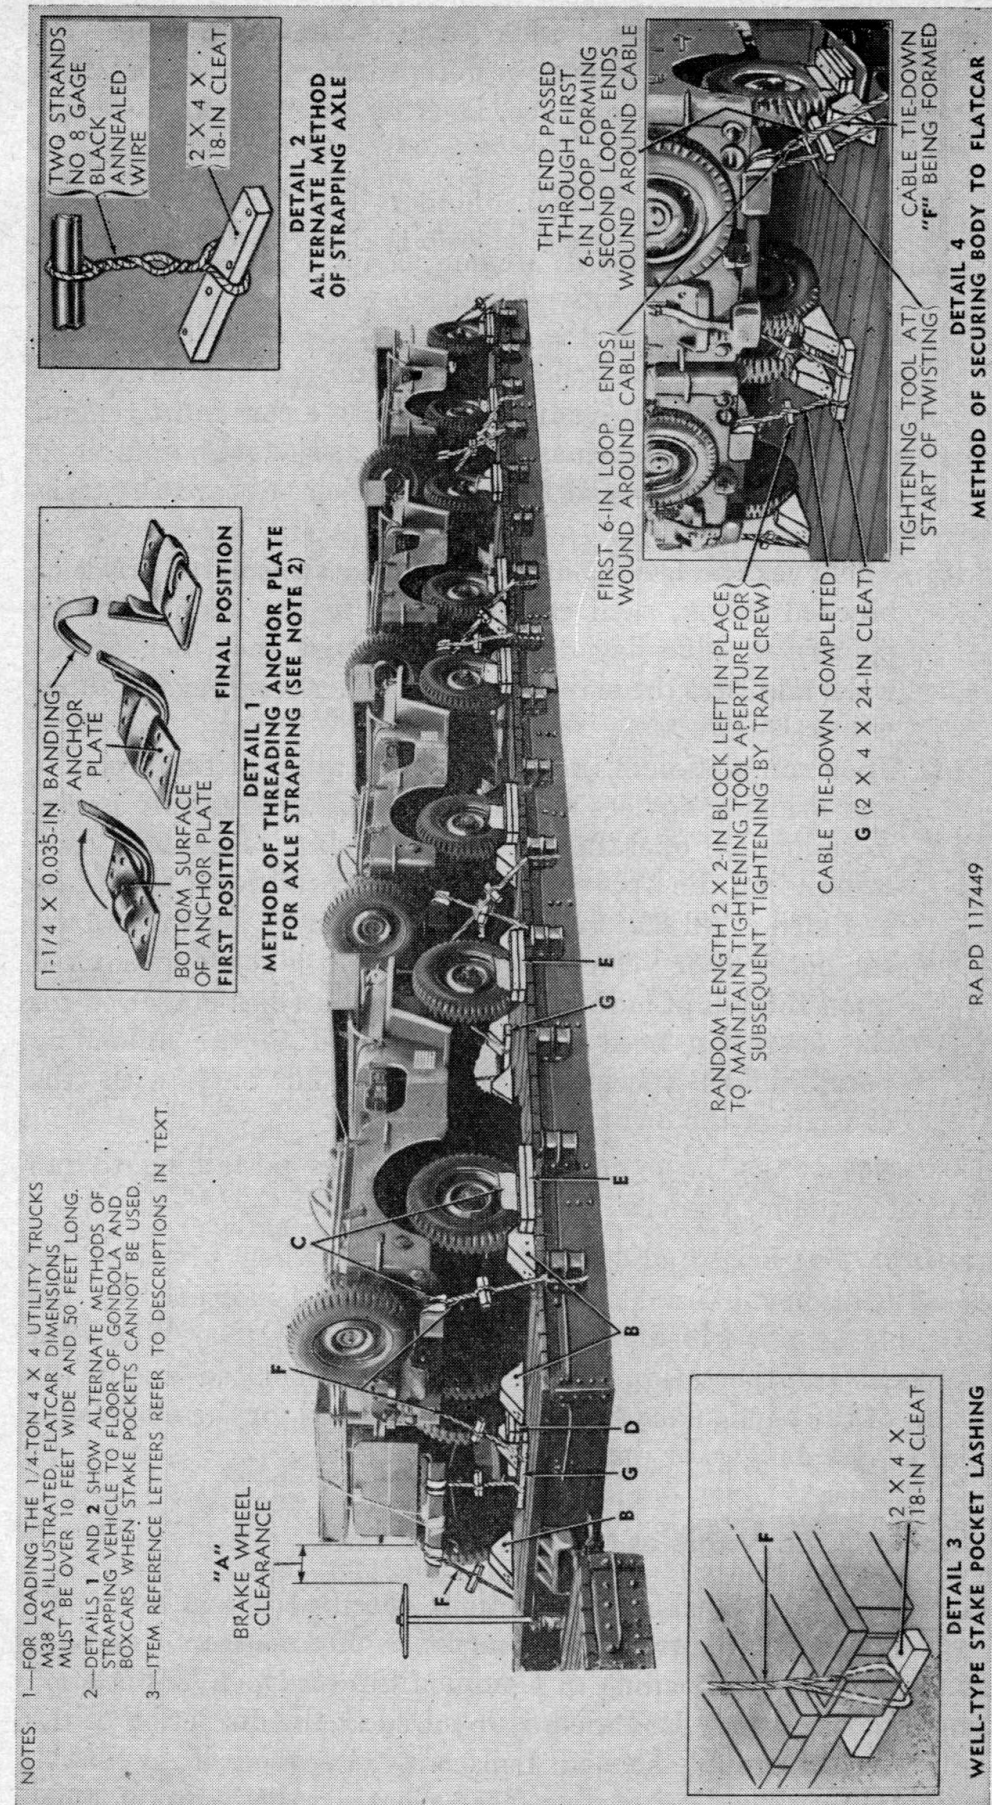 NOTES: 1—FOR LOADING THE 1/4-TON 4 X 4 UTILITY TRUCKS
M38 AS ILLUSTRATED, FLATCAR DIMENSIONS
MUST BE OVER 10 FEET WIDE AND 50 FEET LONG.
2—DETAILS 1 AND 2 SHOW ALTERNATE METHODS OF
STRAPPING VEHICLE TO FLOOR OF GONDOLA AND
BOXCARS WHEN STAKE POCKETS CANNOT BE USED.
3—ITEM REFERENCE LETTERS REFER TO DESCRIPTIONS IN TEXT.
1-1/4 X 0.035-IN BANDING
ANCHOR
PLATE
BOTTOM SURFACE
OF ANCHOR PLATE
FIRST POSITION
FINAL POSITION
DETAIL 1
METHOD OF THREADING ANCHOR PLATE
FOR AXLE STRAPPING (SEE NOTE 2)
TWO STRANDS
NO 8 GAGE
BLACK
ANNEALED
WIRE
2 X 4 X
18-IN CLEAT
DETAIL 2
ALTERNATE METHOD
OF STRAPPING AXLE
"A"
BRAKE WHEEL
CLEARANCE
F
F
C
B
G
D
B
E
G
E
F
2 X 4 X
18-IN CLEAT
DETAIL 3
WELL-TYPE STAKE POCKET LASHING
RANDOM LENGTH 2 X 2-IN BLOCK LEFT IN PLACE
TO MAINTAIN TIGHTENING TOOL APERTURE FOR
SUBSEQUENT TIGHTENING BY TRAIN CREW
CABLE TIE-DOWN COMPLETED
G (2 X 4 X 24-IN CLEAT)
FIRST 6-IN LOOP. ENDS
WOUND AROUND CABLE
THIS END PASSED
THROUGH FIRST
6-IN LOOP FORMING
SECOND LOOP. ENDS
WOUND AROUND CABLE
TIGHTENING TOOL AT
START OF TWISTING
CABLE TIE-DOWN
"F" BEING FORMED
DETAIL 4
METHOD OF SECURING BODY TO FLATCAR
RA PD 117449